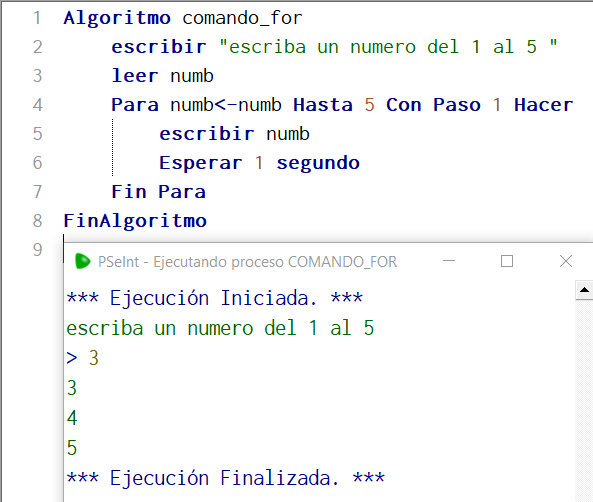 1 Algoritmo comando_for
2 escribir "escriba un numero del 1 al 5 "
3 leer numb
4 Para numb<-numb Hasta 5 Con Paso 1 Hacer
5 escribir numb
6 Esperar 1 segundo
7 Fin Para
8 FinAlgoritmo
9
PSeInt - Ejecutando proceso COMANDO_FOR
*** Ejecución Iniciada. ***
escriba un numero del 1 al 5
> 3
3
4
5
*** Ejecución Finalizada. ***